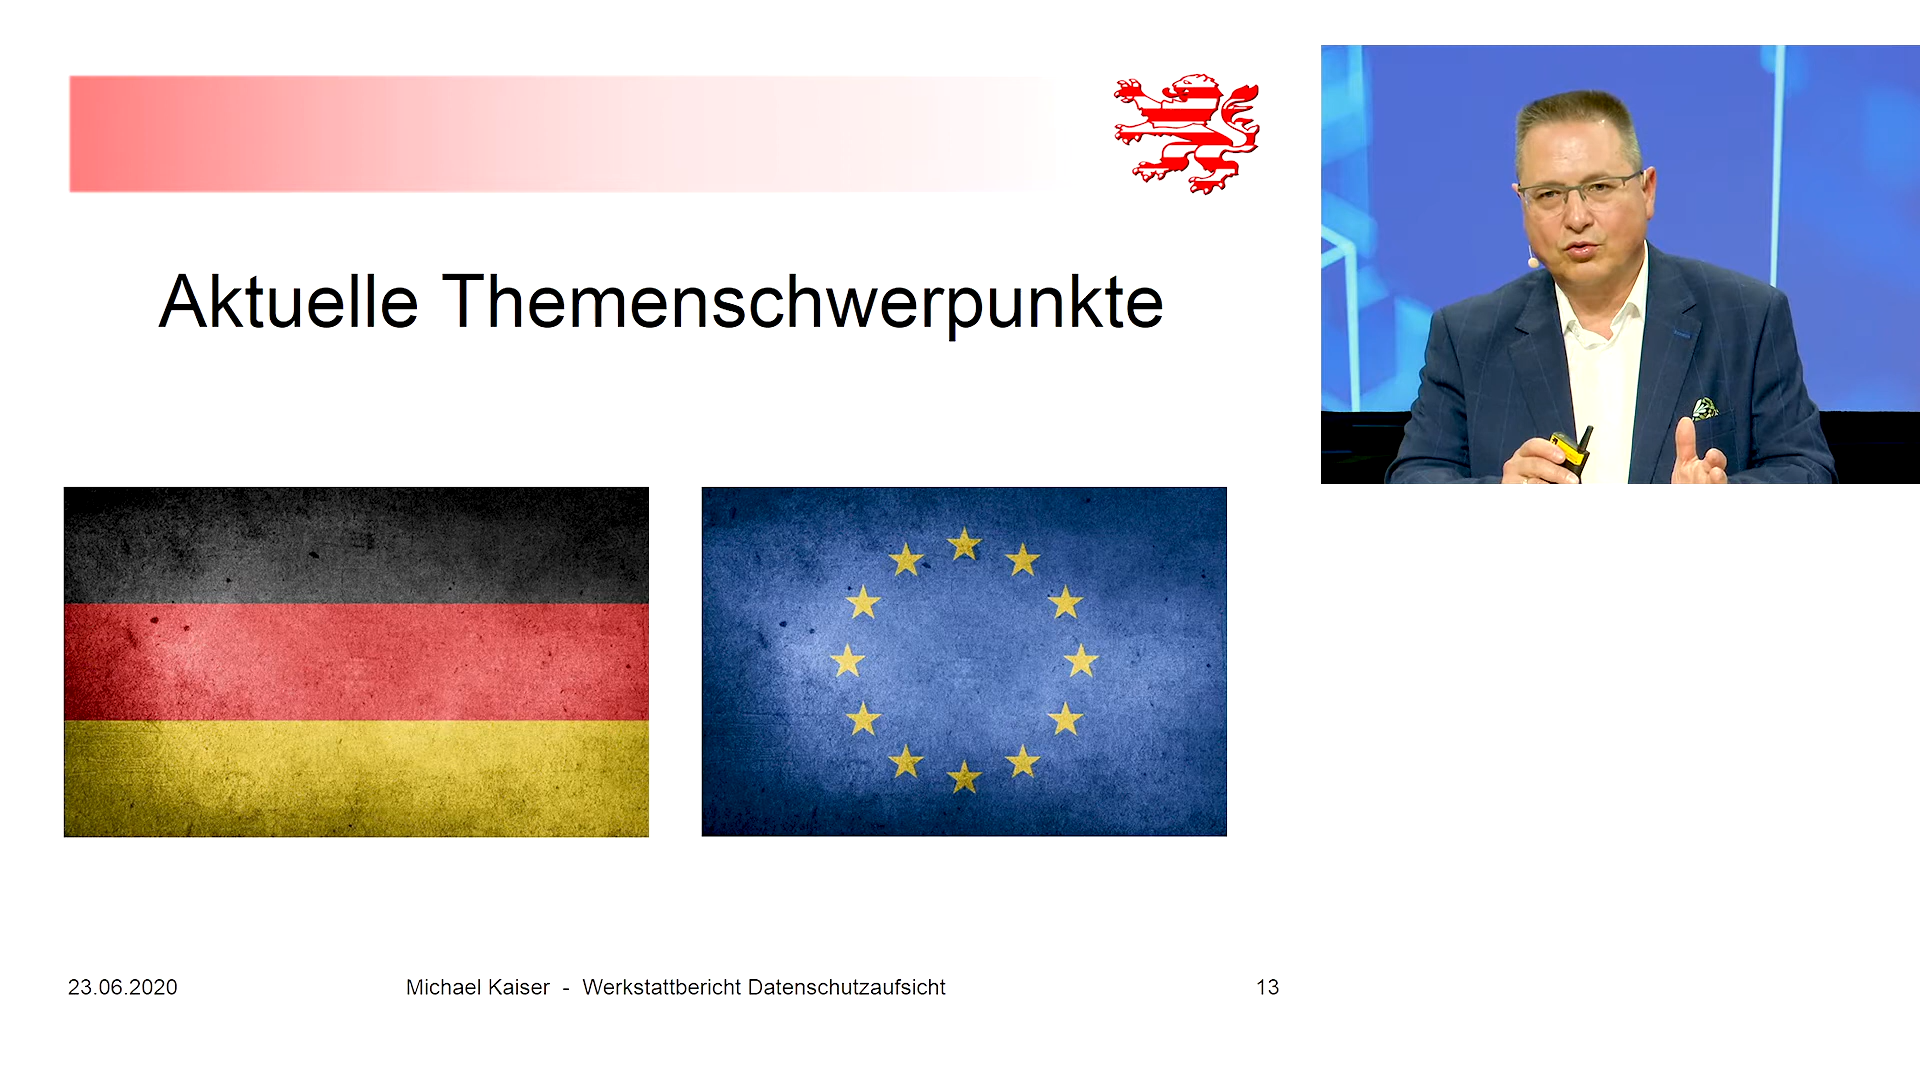 Aktuelle Themenschwerpunkte
23.06.2020 Michael Kaiser - Werkstattbericht Datenschutzaufsicht 13